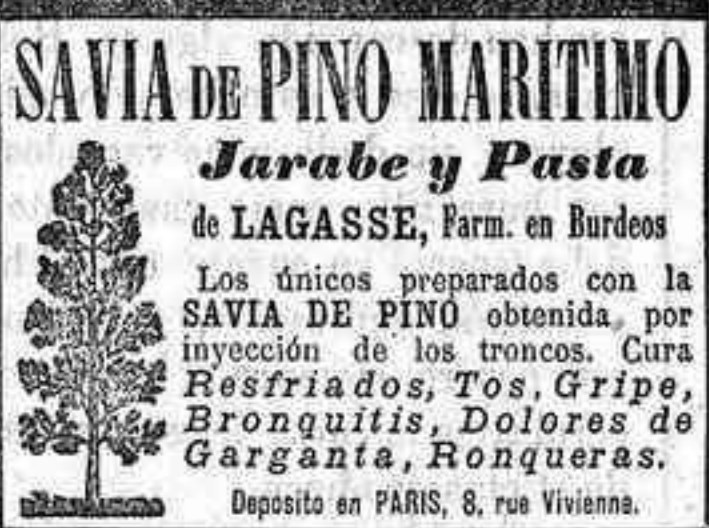 SAVIA DE PINO MARITIMO
Jarabe y Pasta
de LAGASSE, Farm. en Burdeos
Los únicos preparados con la
SAVIA DE PINO obtenida, por
inyección de los troncos. Cura
Resfriados, Tos, Gripe,
Bronquitis, Dolores de
Garganta, Ronqueras.
Deposito en PARIS, 8, rue Vivienne.